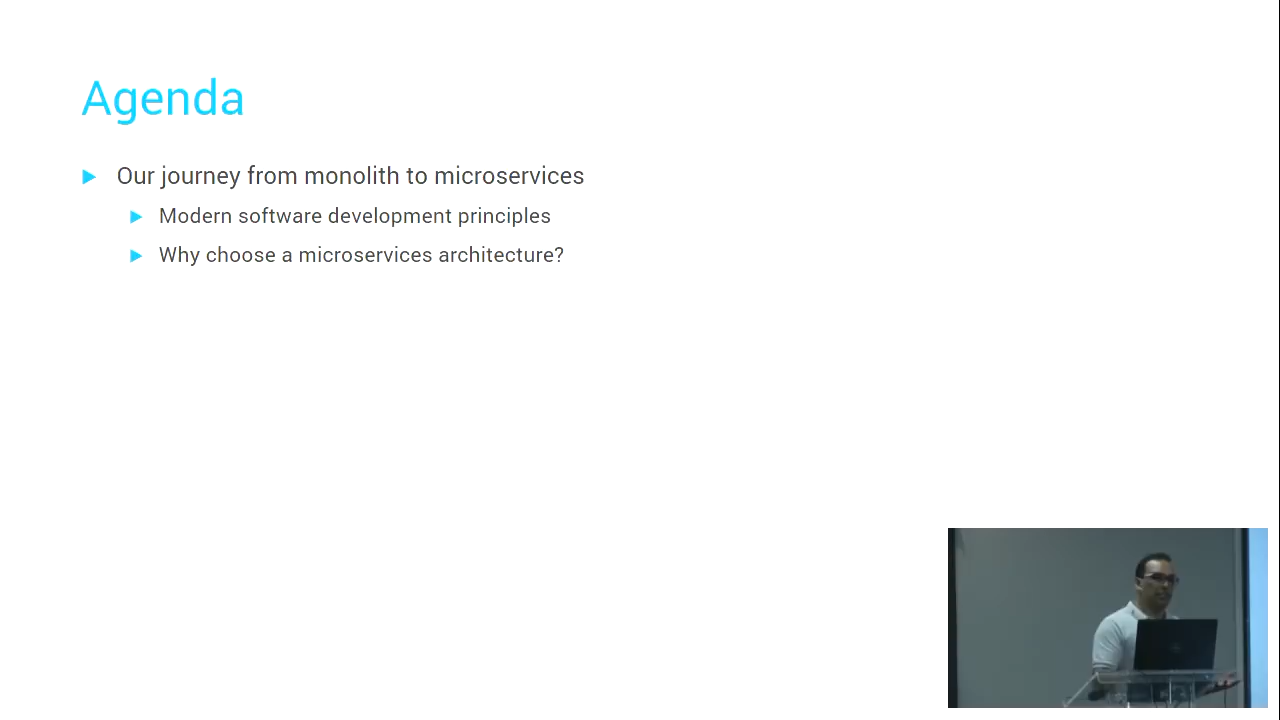 Agenda
Our journey from monolith to microservices
Modern software development principles
Why choose a microservices architecture?